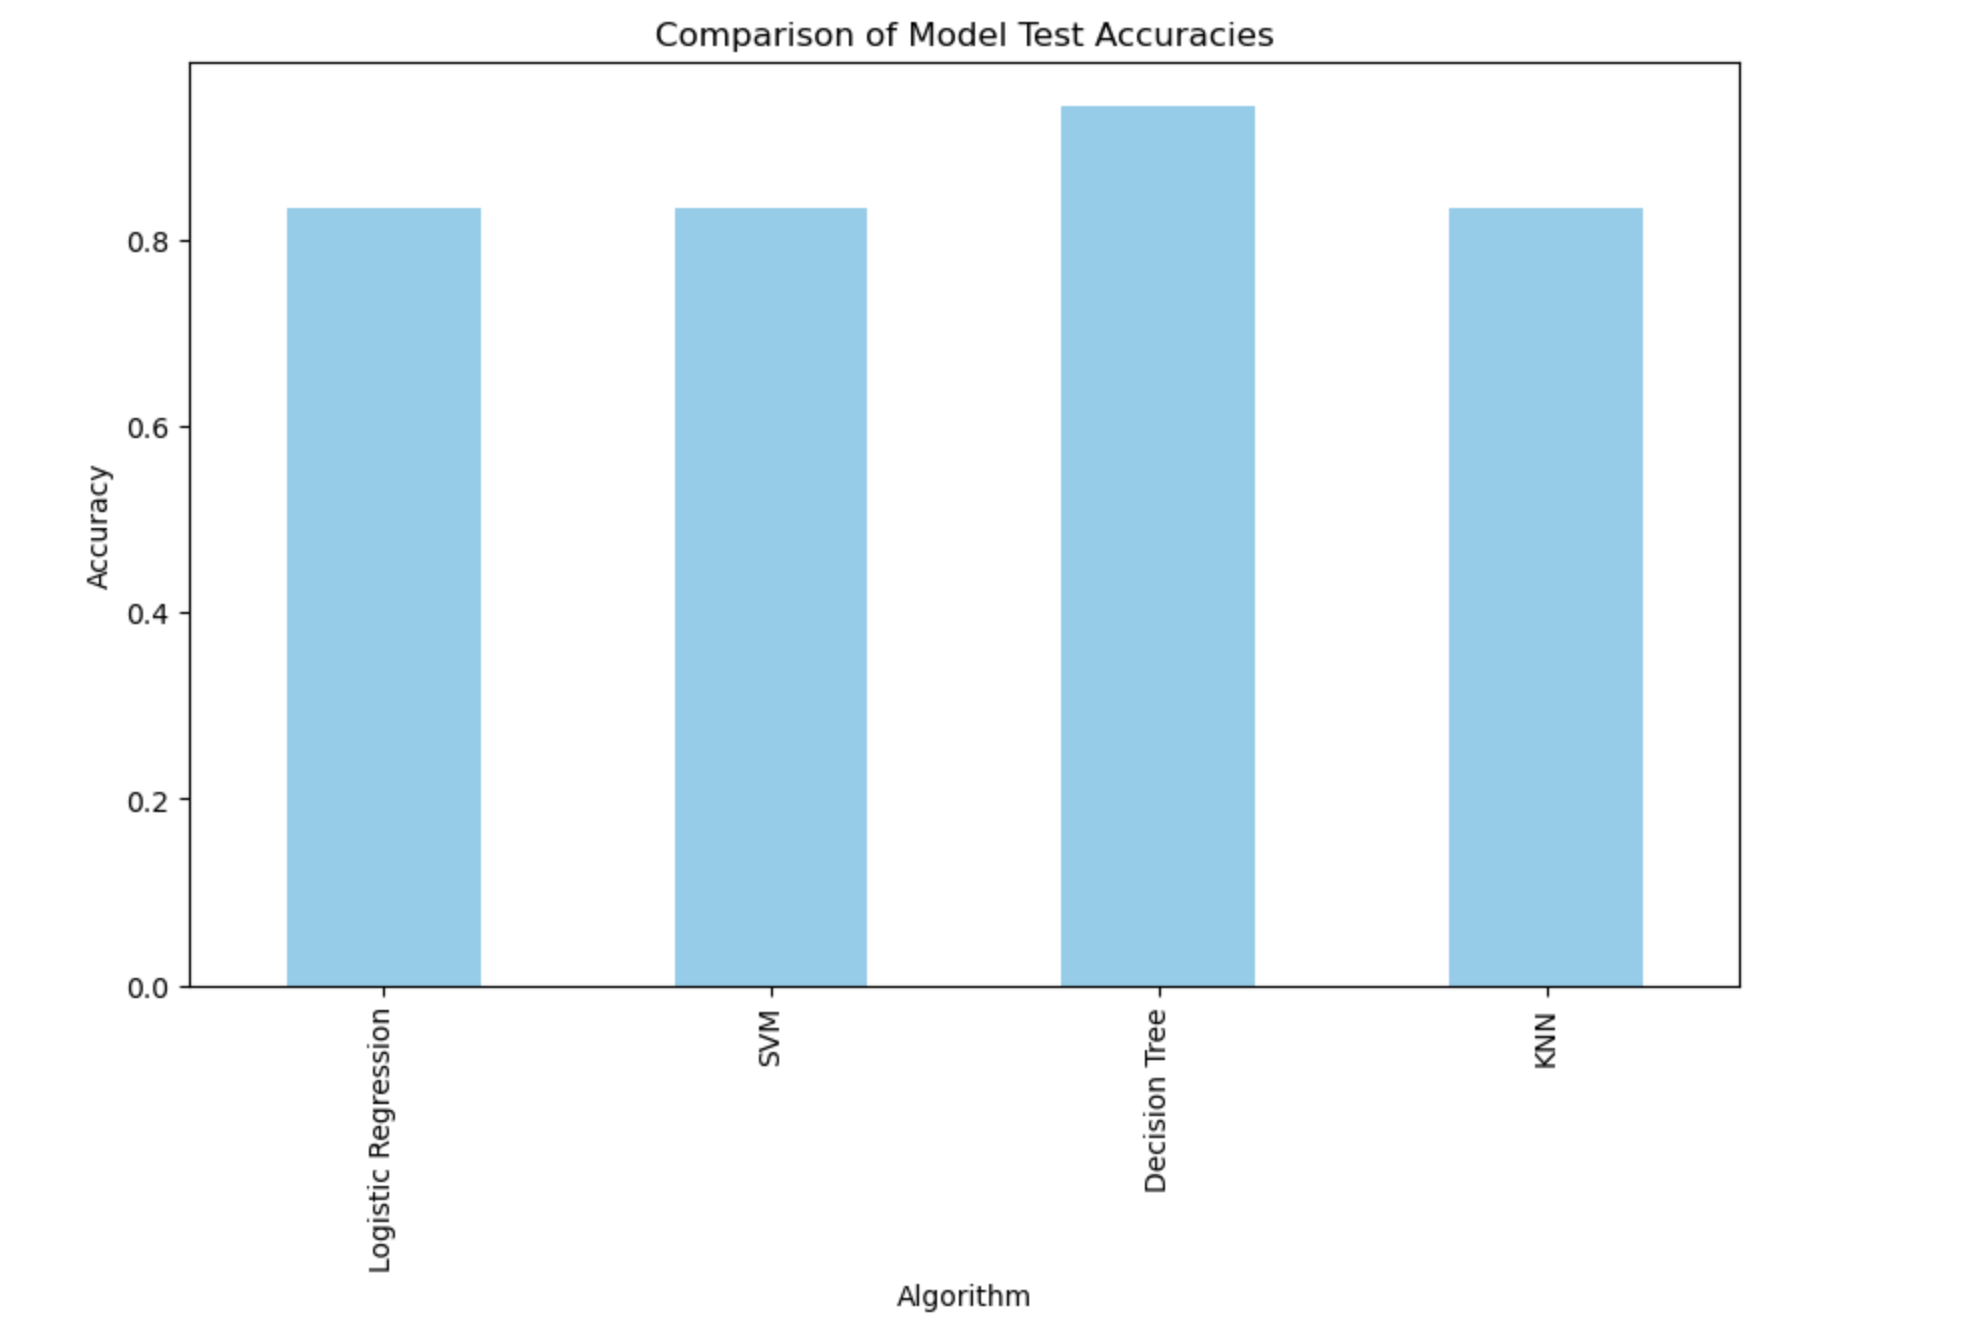 Comparison of Model Test Accuracies
Accuracy
0.8
0.6
0.4
0.2
0.0
Logistic Regression
SVM
Decision Tree
KNN
Algorithm